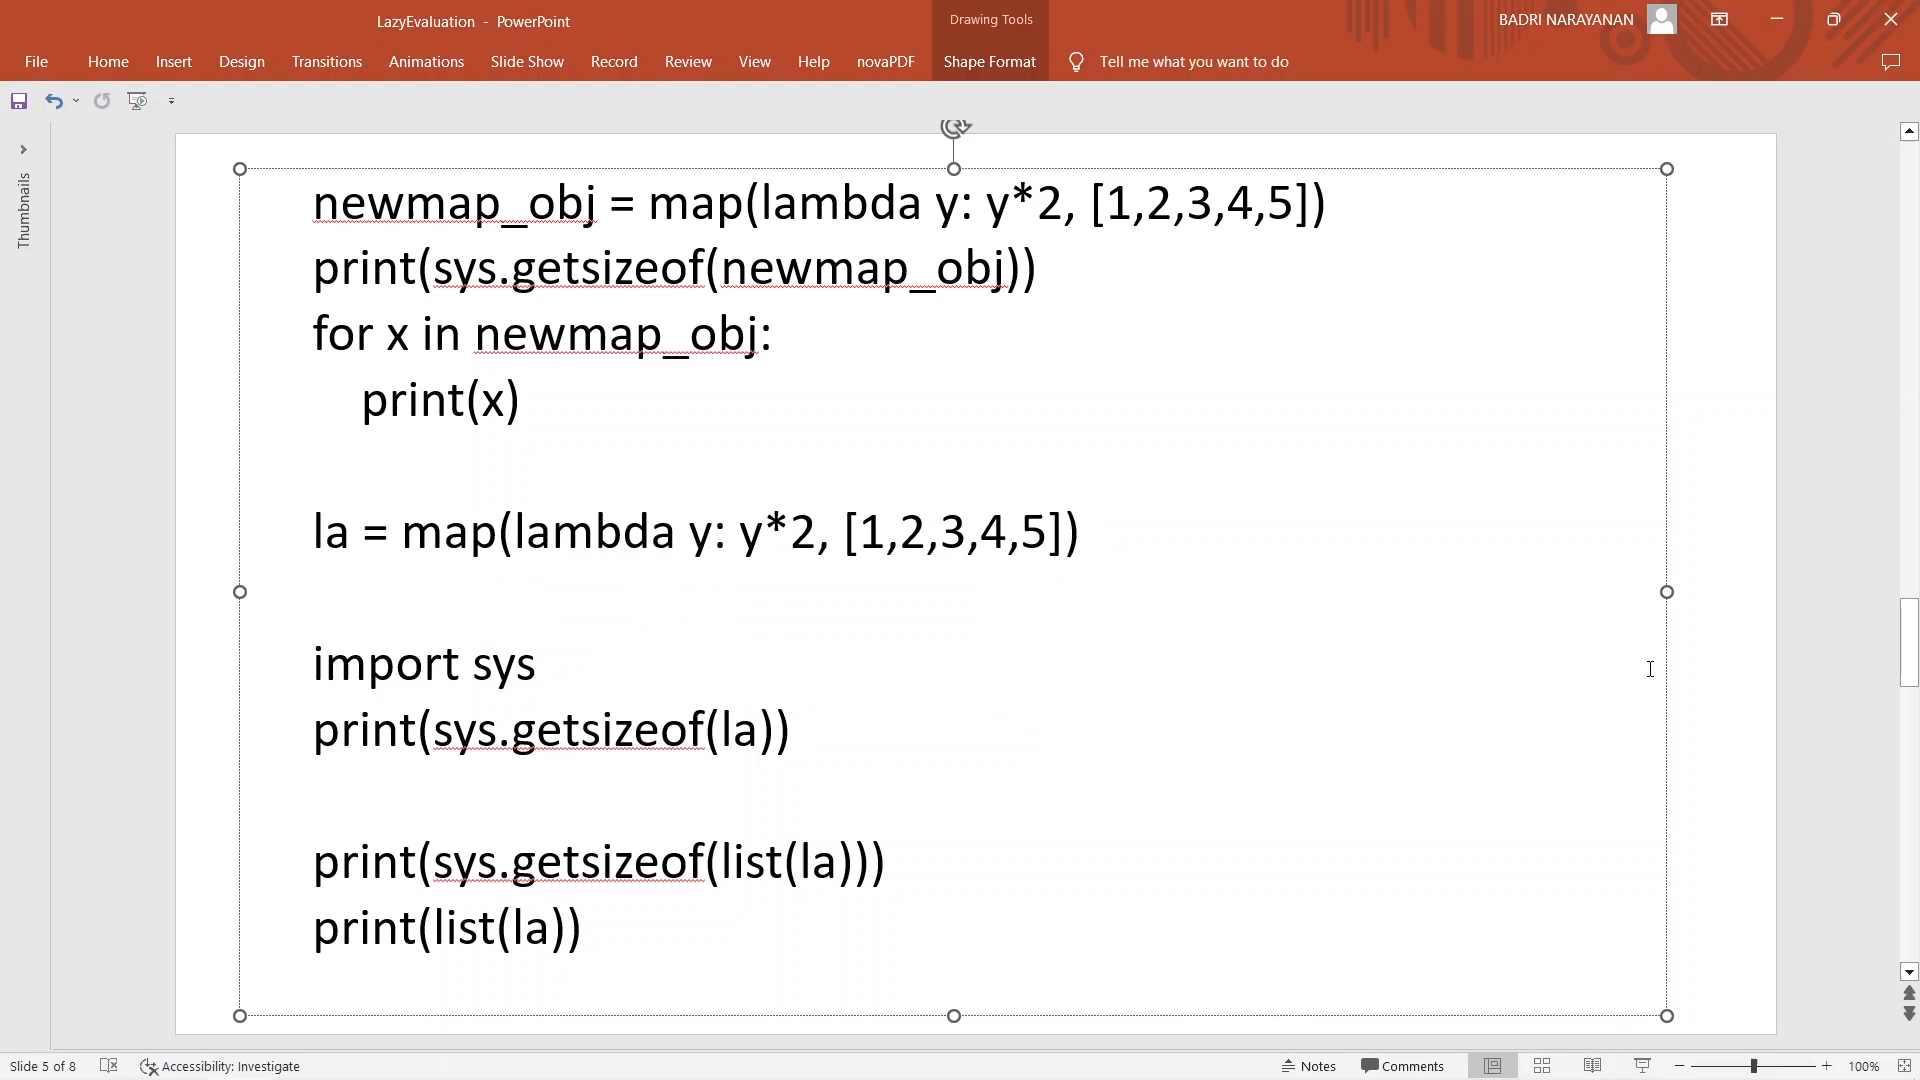 LazyEvaluation - PowerPoint
Drawing Tools
BADRI NARAYANAN
File Home Insert Design Transitions Animations Slide Show Record Review View Help novaPDF Shape Format Tell me what you want to do
Thumbnails
newmap_obj = map(lambda y: y*2, [1,2,3,4,5])
print(sys.getsizeof(newmap_obj))
for x in newmap_obj:
print(x)
la = map(lambda y: y*2, [1,2,3,4,5])
import sys
print(sys.getsizeof(la))
print(sys.getsizeof(list(la)))
print(list(la))
Slide 5 of 8 Accessibility: Investigate Notes Comments 100%